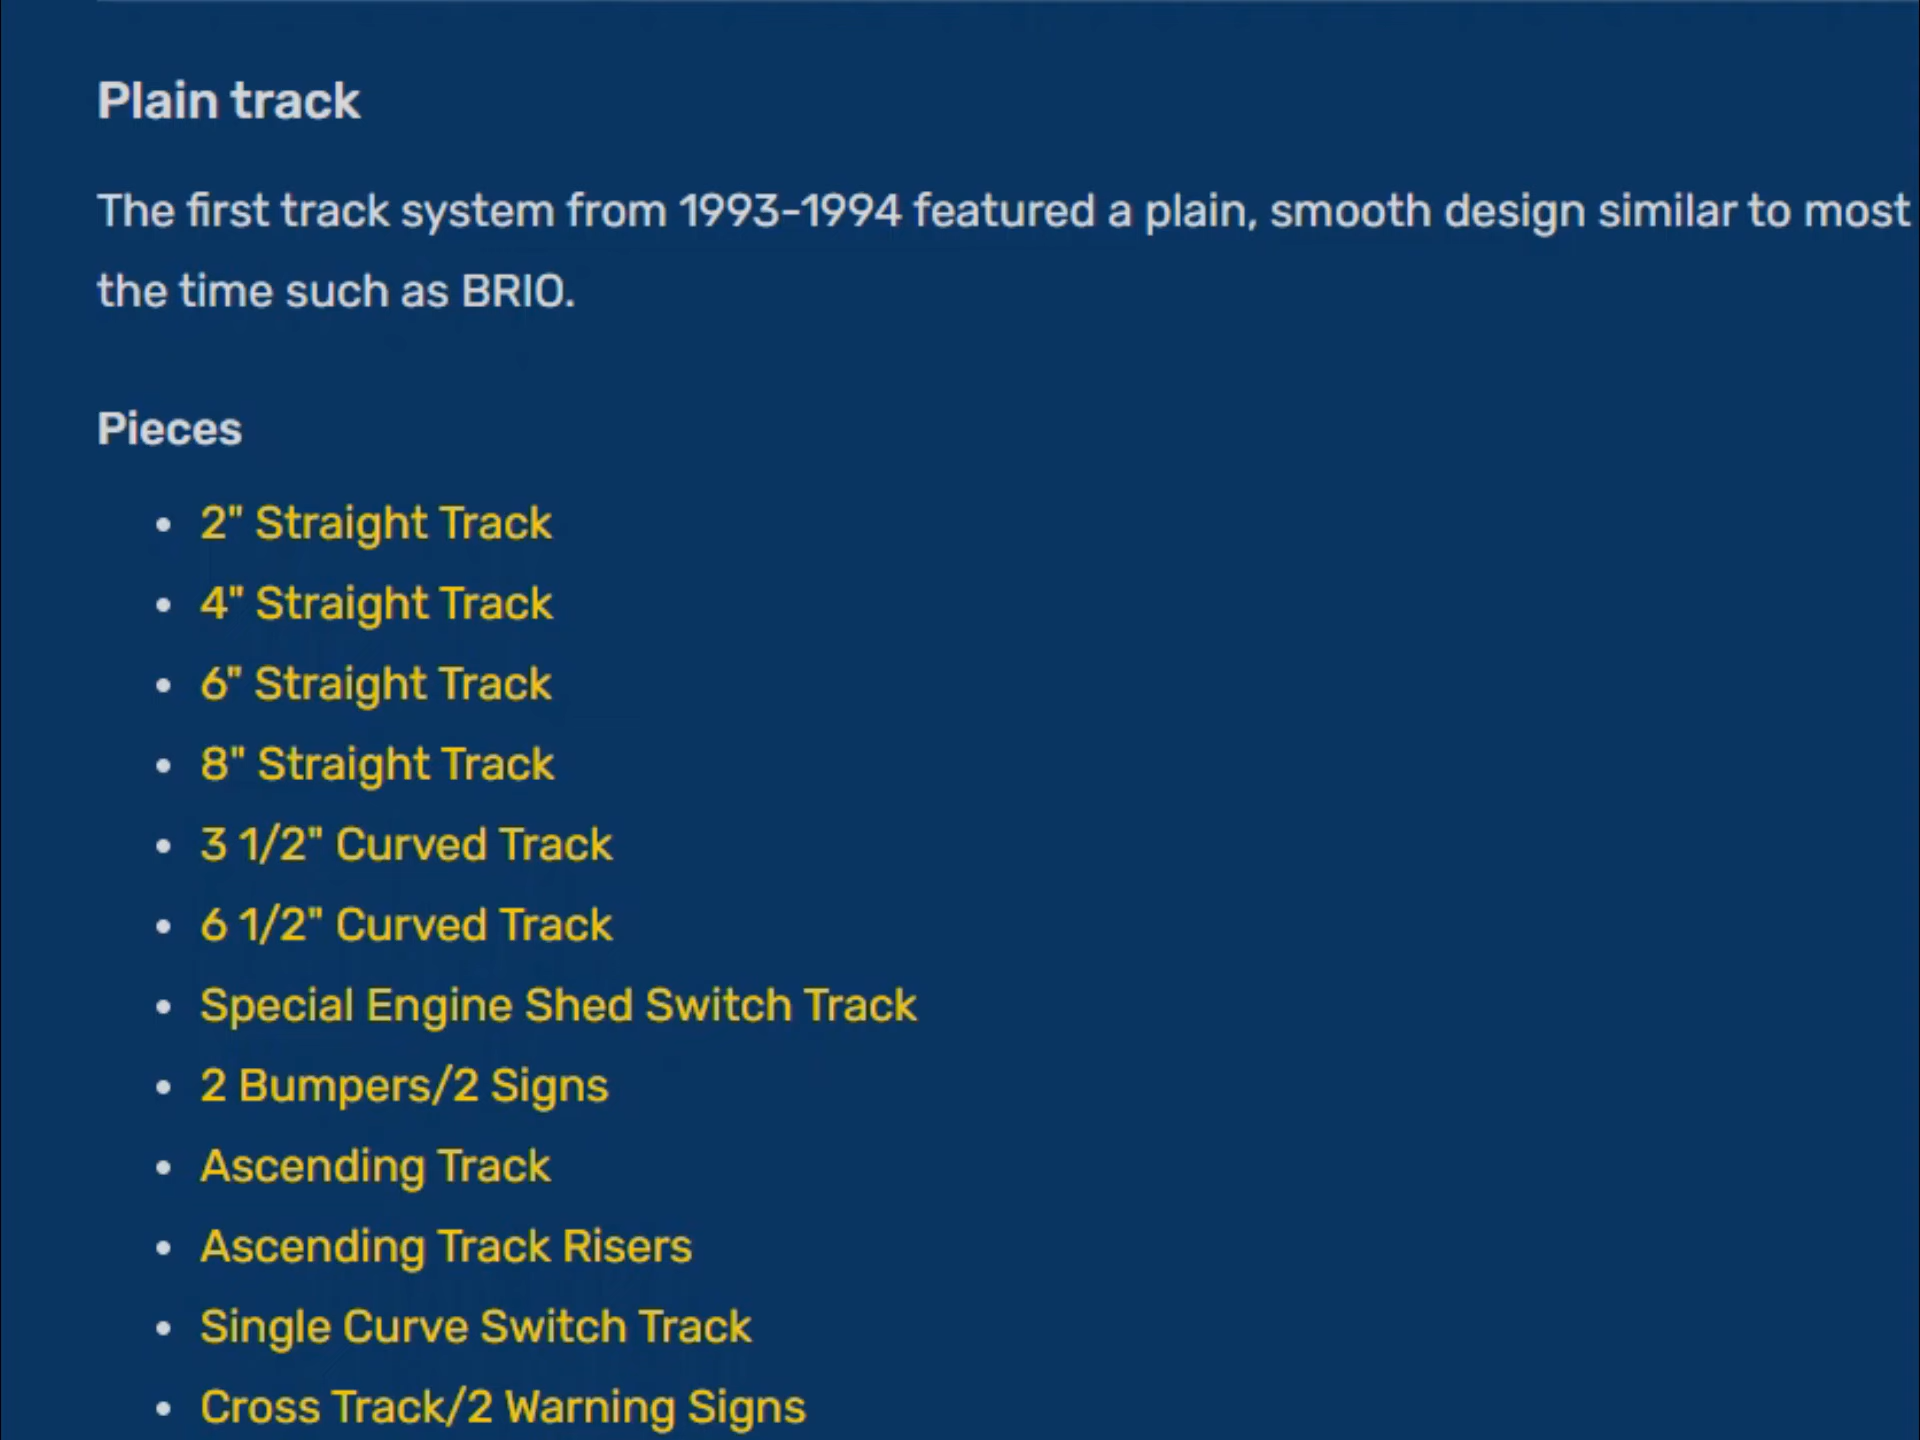 Plain track
The first track system from 1993-1994 featured a plain, smooth design similar to most
the time such as BRIO.
Pieces
• 2" Straight Track
• 4" Straight Track
• 6" Straight Track
• 8" Straight Track
• 3 1/2" Curved Track
• 6 1/2" Curved Track
• Special Engine Shed Switch Track
• 2 Bumpers/2 Signs
• Ascending Track
• Ascending Track Risers
• Single Curve Switch Track
• Cross Track/2 Warning Signs